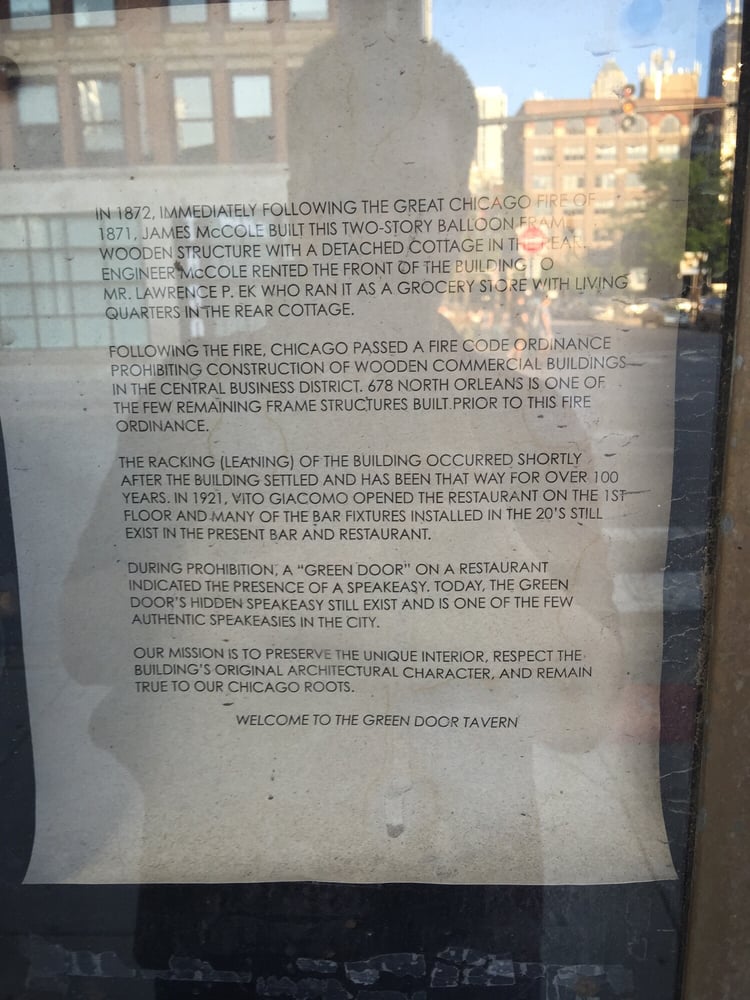 IN 1872, IMMEDIATELY FOLLOWING THE GREAT CHICAGO FIRE OF
1871, JAMES McCOLE BUILT THIS TWO-STORY BALLOON FRAM
WOODEN STRUCTURE WITH A DETACHED COTTAGE IN THE REAR.
ENGINEER McCOLE RENTED THE FRONT OF THE BUILDING TO
MR. LAWRENCE P. EK WHO RAN IT AS A GROCERY STORE WITH LIVING
QUARTERS IN THE REAR COTTAGE.
FOLLOWING THE FIRE, CHICAGO PASSED A FIRE CODE ORDINANCE
PROHIBITING CONSTRUCTION OF WOODEN COMMERCIAL BUILDINGS
IN THE CENTRAL BUSINESS DISTRICT. 678 NORTH ORLEANS IS ONE OF
THE FEW REMAINING FRAME STRUCTURES BUILT PRIOR TO THIS FIRE
ORDINANCE.
THE RACKING (LEANING) OF THE BUILDING OCCURRED SHORTLY
AFTER THE BUILDING SETTLED AND HAS BEEN THAT WAY FOR OVER 100
YEARS. IN 1921, VITO GIACOMO OPENED THE RESTAURANT ON THE 1ST
FLOOR AND MANY OF THE BAR FIXTURES INSTALLED IN THE 20'S STILL
EXIST IN THE PRESENT BAR AND RESTAURANT.
DURING PROHIBITION, A “GREEN DOOR” ON A RESTAURANT
INDICATED THE PRESENCE OF A SPEAKEASY. TODAY, THE GREEN
DOOR'S HIDDEN SPEAKEASY STILL EXIST AND IS ONE OF THE FEW
AUTHENTIC SPEAKEASIES IN THE CITY.
OUR MISSION IS TO PRESERVE THE UNIQUE INTERIOR, RESPECT THE
BUILDING'S ORIGINAL ARCHITECTURAL CHARACTER, AND REMAIN
TRUE TO OUR CHICAGO ROOTS.
WELCOME TO THE GREEN DOOR TAVERN